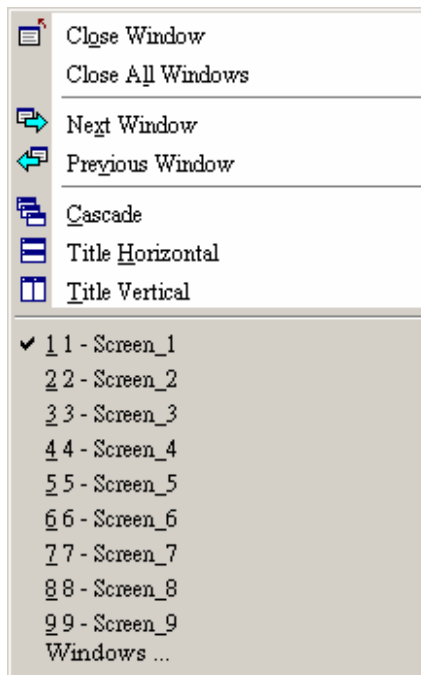 Close Window
Close All Windows
Next Window
Previous Window
Cascade
Title Horizontal
Title Vertical
1 1 - Screen_1
2 2 - Screen_2
3 3 - Screen_3
4 4 - Screen_4
5 5 - Screen_5
6 6 - Screen_6
7 7 - Screen_7
8 8 - Screen_8
9 9 - Screen_9
Windows ...